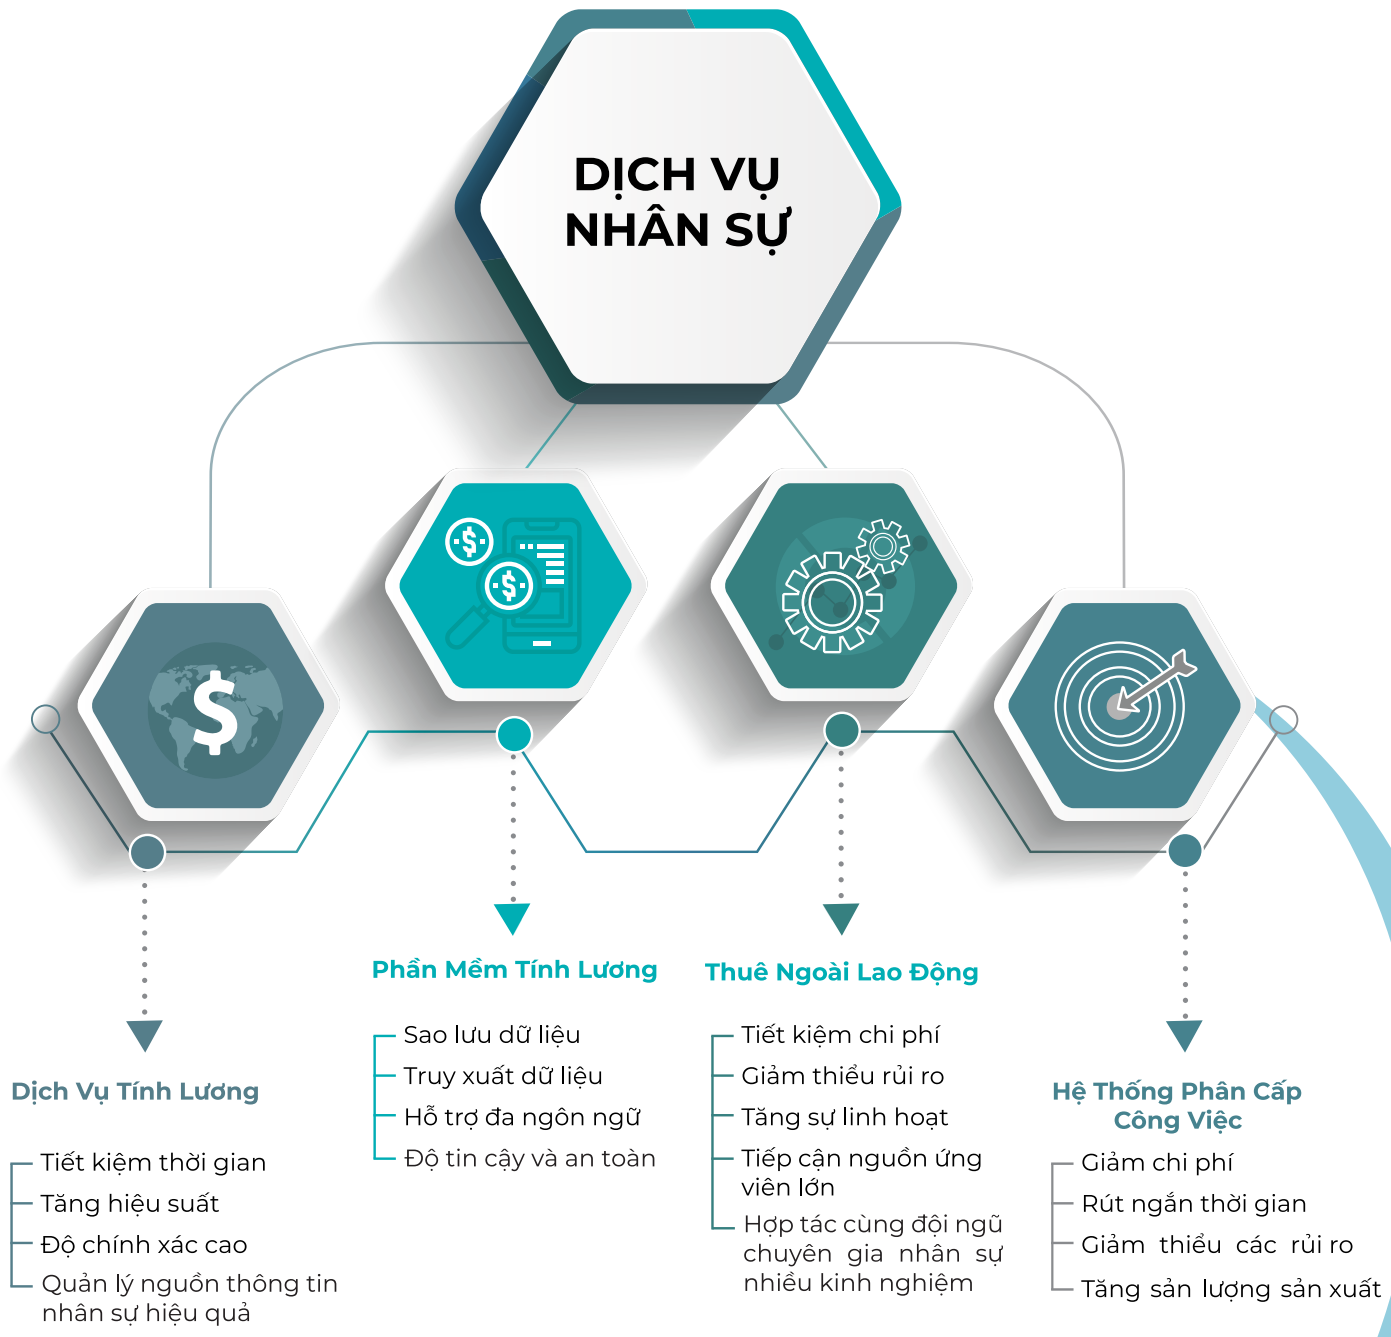 DỊCH VỤ
NHÂN SỰ
$
$
$
Dịch Vụ Tính Lương
Tiết kiệm thời gian
Tăng hiệu suất
Độ chính xác cao
Quản lý nguồn thông tin
nhân sự hiệu quả
Phần Mềm Tính Lương
Sao lưu dữ liệu
Truy xuất dữ liệu
Hỗ trợ đa ngôn ngữ
Độ tin cậy và an toàn
Thuê Ngoài Lao Động
Tiết kiệm chi phí
Giảm thiểu rủi ro
Tăng sự linh hoạt
Tiếp cận nguồn ứng
viên lớn
Hợp tác cùng đội ngũ
chuyên gia nhân sự
nhiều kinh nghiệm
Hệ Thống Phân Cấp
Công Việc
Giảm chi phí
Rút ngắn thời gian
Giảm thiểu các rủi ro
Tăng sản lượng sản xuất